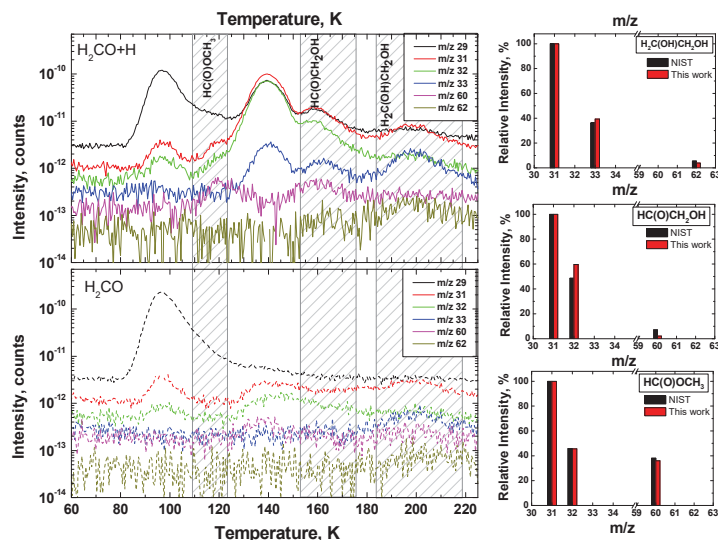 Temperature, K
H₂CO+H
HC(O)OCH₃
HC(O)CH₂OH
H₂C(OH)CH₂OH
m/z 29
m/z 31
m/z 32
m/z 33
m/z 60
m/z 62
10⁻¹⁰
10⁻¹¹
10⁻¹²
10⁻¹³
10⁻¹⁴
Intensity, counts
H₂CO
m/z 29
m/z 31
m/z 32
m/z 33
m/z 60
m/z 62
10⁻¹⁰
10⁻¹¹
10⁻¹²
10⁻¹³
10⁻¹⁴
Intensity, counts
60 80 100 120 140 160 180 200 220
Temperature, K
m/z
H₂C(OH)CH₂OH
NIST
This work
100
80
60
40
20
0
Relative Intensity, %
30 31 32 33 34 59 60 61 62 63
m/z
HC(O)CH₂OH
NIST
This work
100
80
60
40
20
0
Relative Intensity, %
30 31 32 33 34 59 60 61 62 63
m/z
HC(O)OCH₃
NIST
This work
100
80
60
40
20
0
Relative Intensity, %
30 31 32 33 34 59 60 61 62 63
m/z